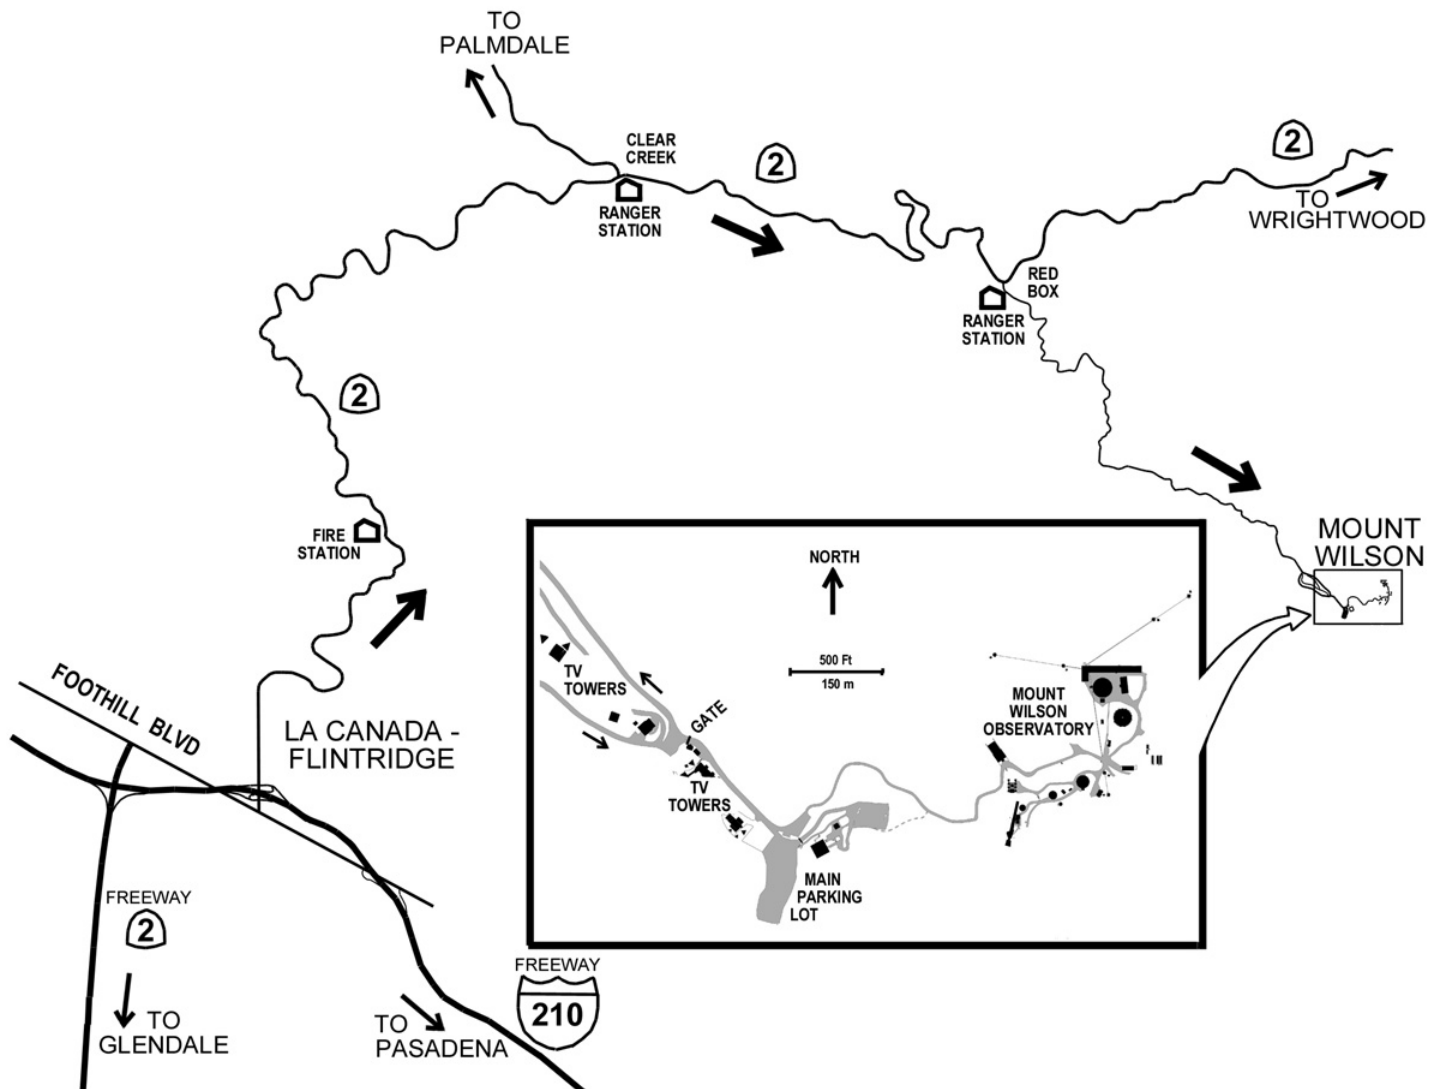 TO
PALMDALE
CLEAR
CREEK
2
2
RANGER
STATION
TO
WRIGHTWOOD
RED
BOX
RANGER
STATION
2
FIRE
STATION
MOUNT
WILSON
NORTH
500 Ft
150 m
TV
TOWERS
GATE
MOUNT
WILSON
OBSERVATORY
TV
TOWERS
MAIN
PARKING
LOT
FOOTHILL BLVD
LA CANADA -
FLINTRIDGE
FREEWAY
2
TO
GLENDALE
TO
PASADENA
FREEWAY
210